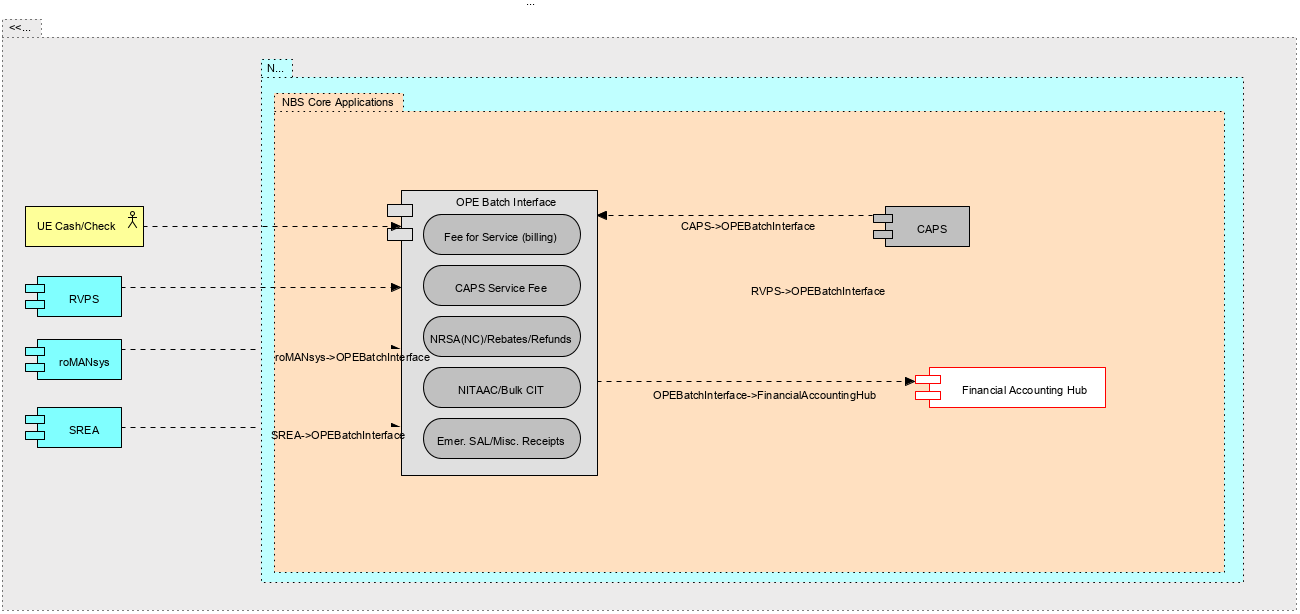 ...
<<...
N...
NBS Core Applications
OPE Batch Interface
UE Cash/Check
Fee for Service (billing)
CAPS->OPEBatchInterface
CAPS
RVPS
CAPS Service Fee
RVPS->OPEBatchInterface
roMANsys
roMANsys->OPEBatchInterface
NRSA(NC)/Rebates/Refunds
NITAAC/Bulk CIT
OPEBatchInterface->FinancialAccountingHub
Financial Accounting Hub
SREA
SREA->OPEBatchInterface
Emer. SAL/Misc. Receipts